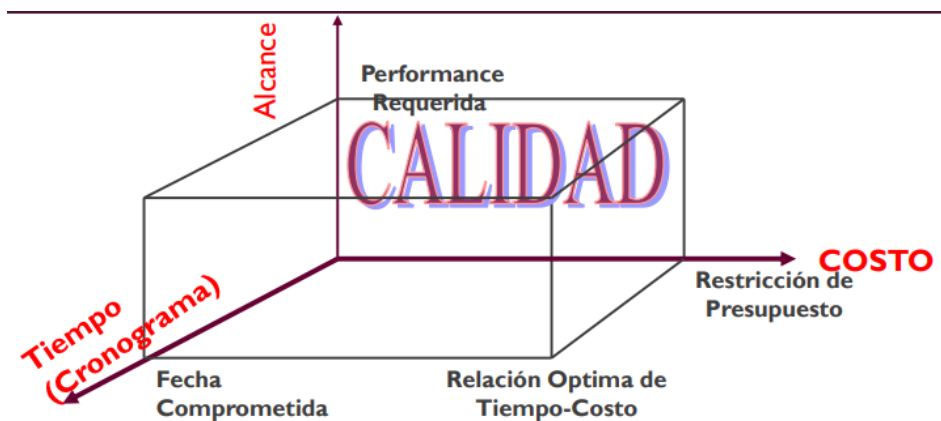 Alcance
Performance
Requerida
CALIDAD
COSTO
Restricción de
Presupuesto
Tiempo
(Cronograma)
Fecha
Comprometida
Relación Optima de
Tiempo-Costo